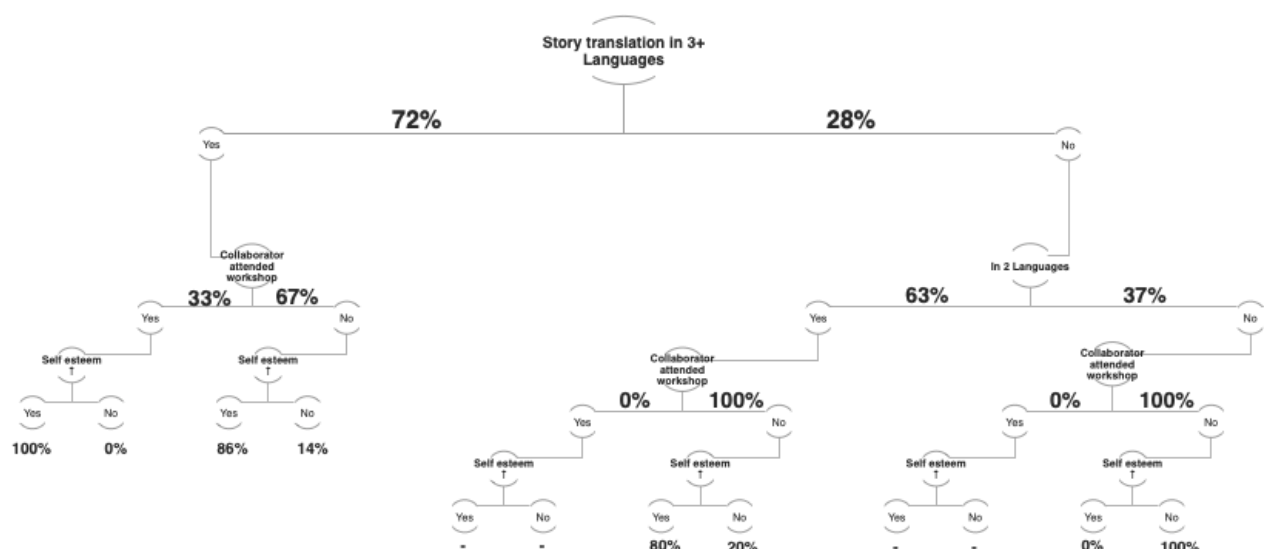 Story translation in 3+
Languages
72%
28%
Yes
No
Collaborator
attended
workshop
In 2 Languages
33%
67%
63%
37%
Yes
No
Yes
No
Self esteem
↑
Self esteem
↑
Collaborator
attended
workshop
Collaborator
attended
workshop
0%
100%
0%
100%
Yes
No
Yes
No
Yes
No
Yes
No
100%
0%
86%
14%
Self esteem
↑
Self esteem
↑
Self esteem
↑
Self esteem
↑
Yes
No
Yes
No
Yes
No
Yes
No
-
-
80%
20%
-
-
0%
100%